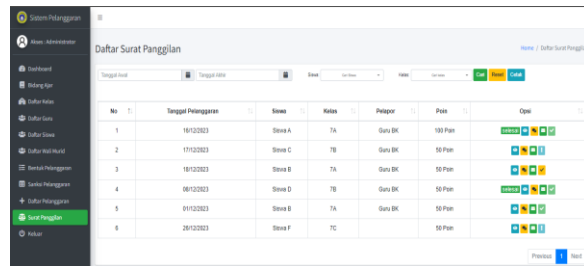 Sistem Pelanggaran
Akses : Administrator
Dashboard
Bidang Ajar
Daftar Kelas
Daftar Guru
Daftar Siswa
Daftar Wali Murid
Bentuk Pelanggaran
Sanksi Pelanggaran
Daftar Pelanggaran
Surat Panggilan
Keluar
Daftar Surat Panggilan
Home / Daftar Surat Panggil
Tanggal Awal Tanggal Akhir Siswa Kelas Cari Reset Cetak
No Tanggal Pelanggaran Siswa Kelas Pelapor Poin Opsi
1 16/12/2023 Siswa A 7A Guru BK 100 Poin selesai
2 17/12/2023 Siswa C 7B Guru BK 50 Poin
3 18/12/2023 Siswa B 7A Guru BK 50 Poin
4 08/12/2023 Siswa D 7B Guru BK 50 Poin selesai
5 01/12/2023 Siswa B 7A Guru BK 50 Poin
6 26/12/2023 Siswa F 7C 50 Poin
Previous 1 Next